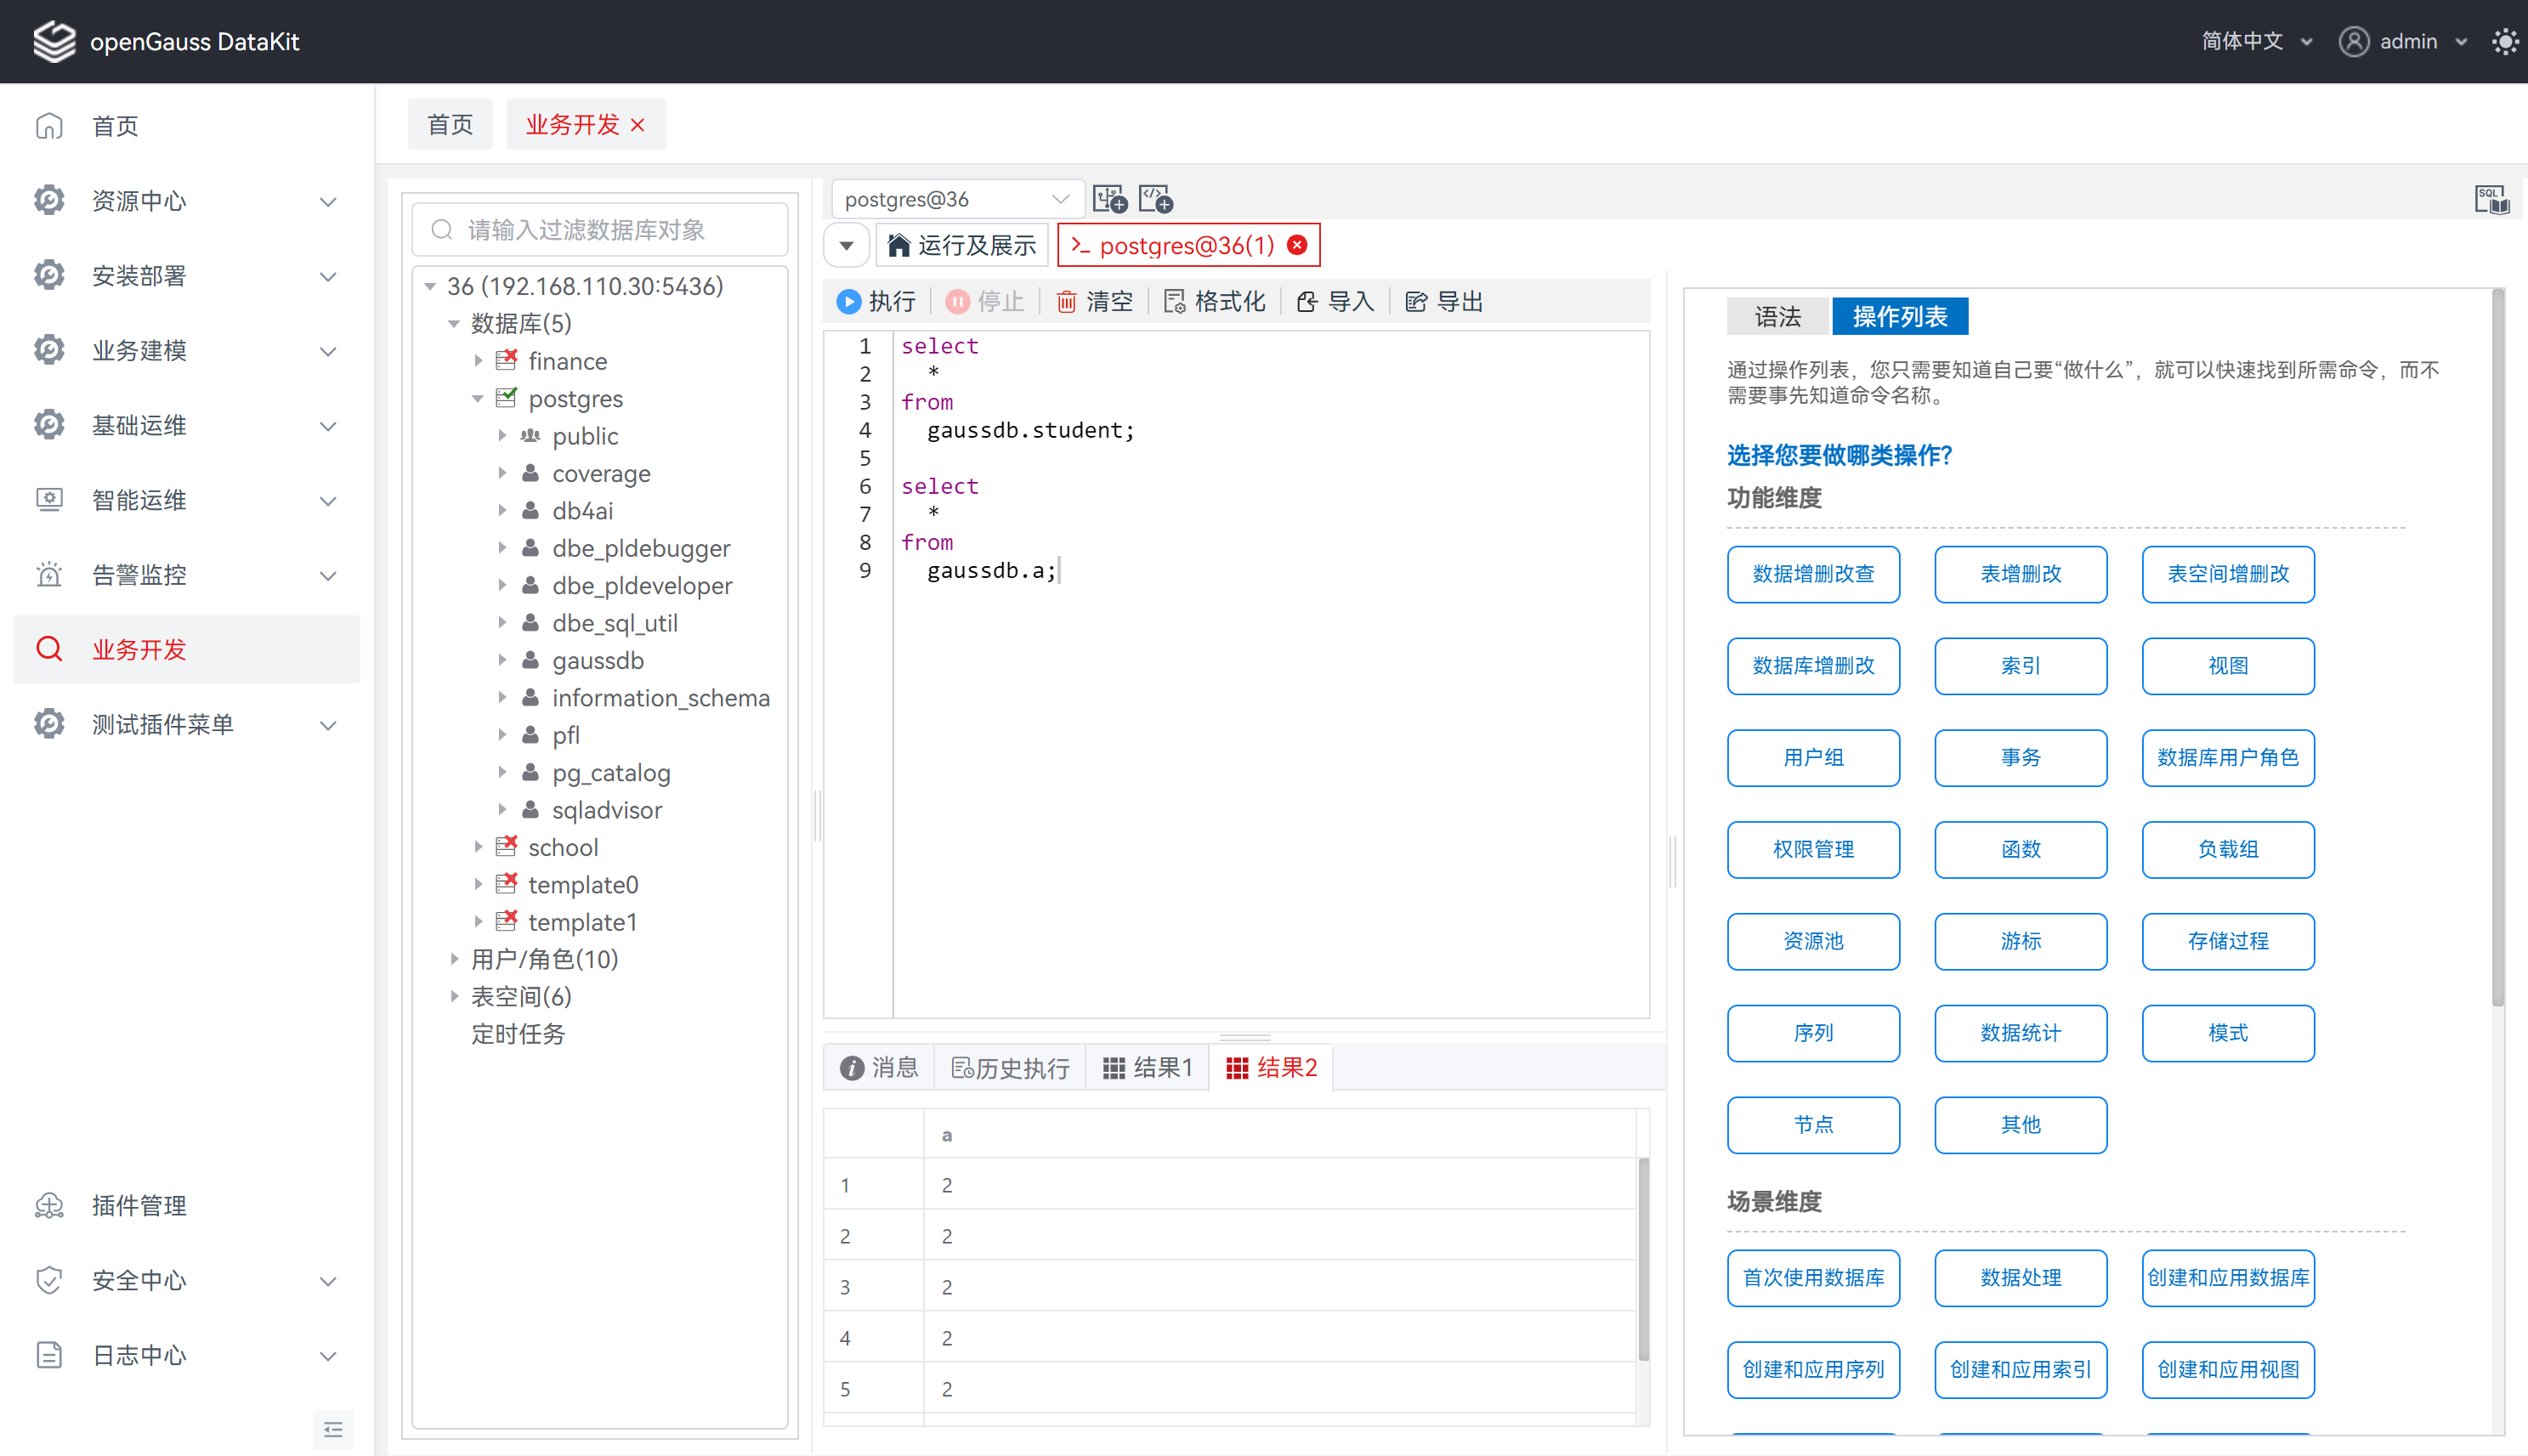 openGauss DataKit
简体中文
admin
首页
资源中心
安装部署
业务建模
基础运维
智能运维
告警监控
业务开发
测试插件菜单
插件管理
安全中心
日志中心
首页
业务开发
请输入过滤数据库对象
36 (192.168.110.30:5436)
数据库(5)
finance
postgres
public
coverage
db4ai
dbe_pldebugger
dbe_pldeveloper
dbe_sql_util
gaussdb
information_schema
pfl
pg_catalog
sqladvisor
school
template0
template1
用户/角色(10)
表空间(6)
定时任务
postgres@36
SQL
运行及展示
postgres@36(1)
执行 停止 清空 格式化 导入 导出
1 select
2 *
3 from
4 gaussdb.student;
5
6 select
7 *
8 from
9 gaussdb.a;
消息 历史执行 结果1 结果2
a
1 2
2 2
3 2
4 2
5 2
语法 操作列表
通过操作列表，您只需要知道自己要“做什么”，就可以快速找到所需命令，而不
需要事先知道命令名称。
选择您要做哪类操作?
功能维度
数据增删改查 表增删改 表空间增删改
数据库增删改 索引 视图
用户组 事务 数据库用户角色
权限管理 函数 负载组
资源池 游标 存储过程
序列 数据统计 模式
节点 其他
场景维度
首次使用数据库 数据处理 创建和应用数据库
创建和应用序列 创建和应用索引 创建和应用视图